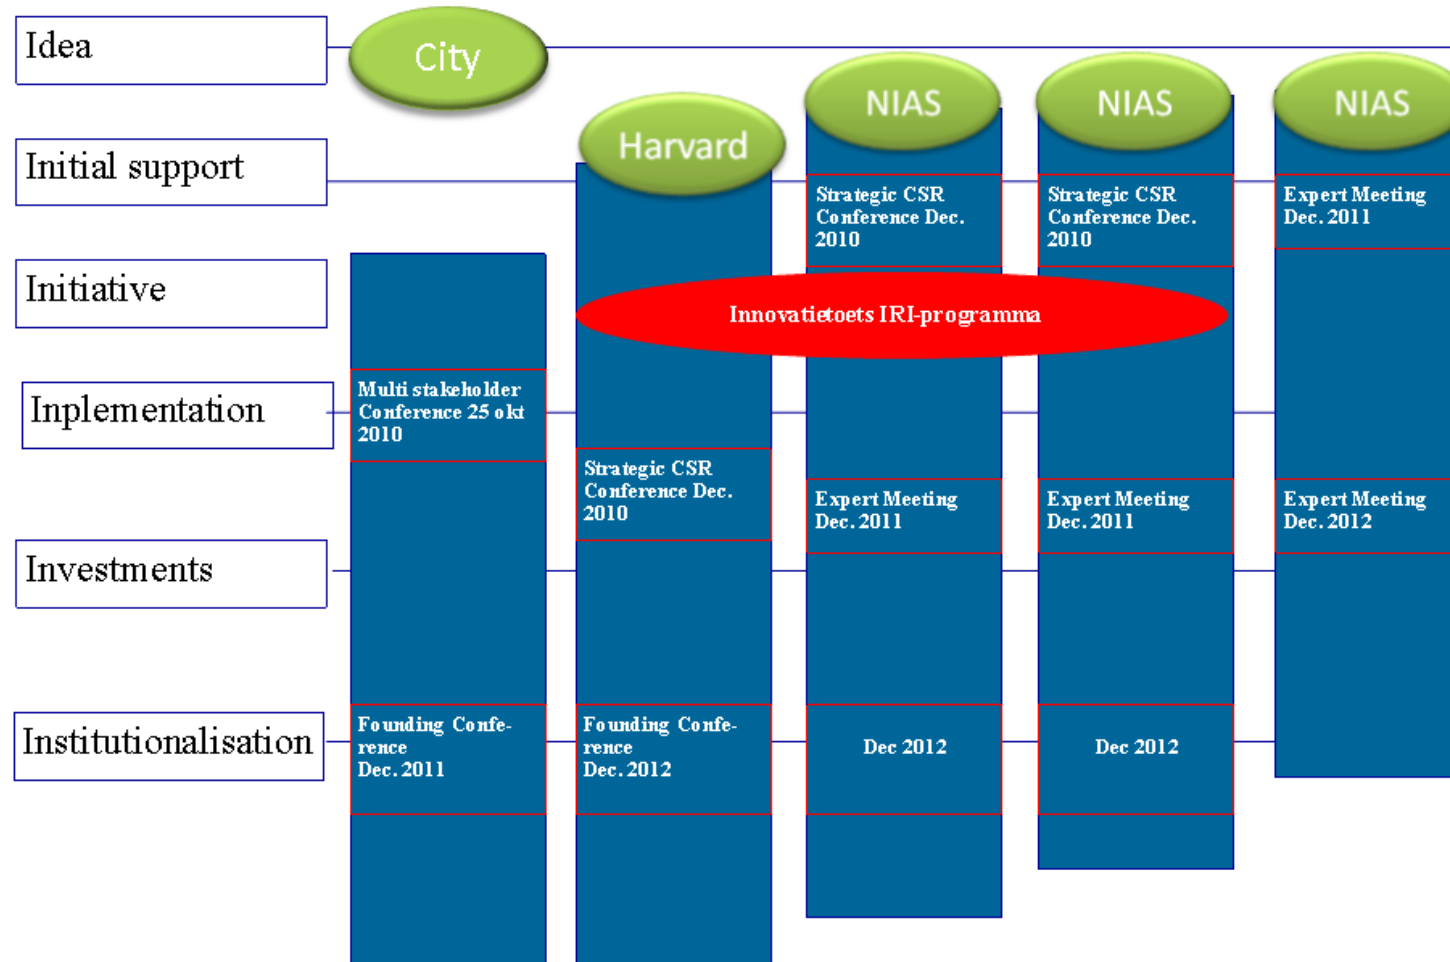 Idea
City
NIAS
NIAS
NIAS
Harvard
Initial support
Strategic CSR
Conference Dec.
2010
Strategic CSR
Conference Dec.
2010
Expert Meeting
Dec. 2011
Initiative
Innovatietoets IRI-programma
Inplementation
Multi stakeholder
Conference 25 okt
2010
Strategic CSR
Conference Dec.
2010
Expert Meeting
Dec. 2011
Expert Meeting
Dec. 2011
Expert Meeting
Dec. 2012
Investments
Institutionalisation
Founding Confe-
rence
Dec. 2011
Founding Confe-
rence
Dec. 2012
Dec 2012
Dec 2012